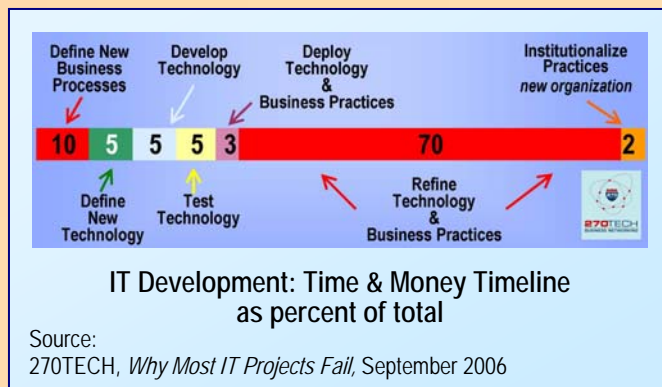 Define New
Business
Processes
Develop
Technology
Deploy
Technology
&
Business Practices
Institutionalize
Practices
new organization
10 5 5 5 3 70 2
Define
New
Technology
Test
Technology
Refine
Technology
&
Business Practices
270TECH
BUSINESS NETWORKING
IT Development: Time & Money Timeline
as percent of total
Source:
270TECH, Why Most IT Projects Fail, September 2006